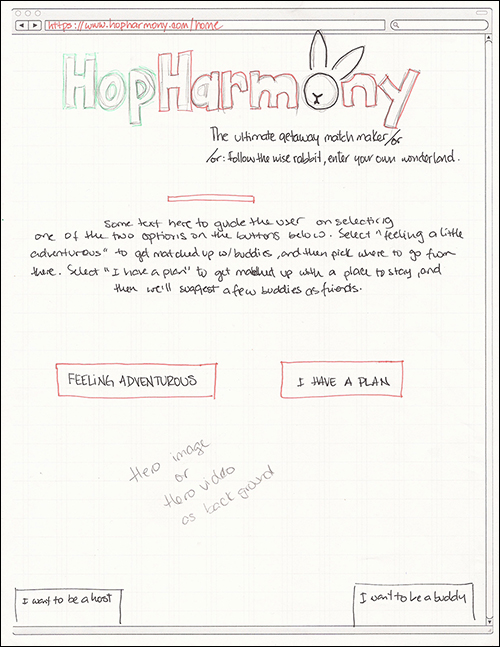 https://www.hopharmony.com/home
HopHarmony
The ultimate getaway match maker/or
/or: Follow the wise rabbit, enter your own wonderland.
Some text here to guide the user on selecting
one of the two options on the buttons below. Select "feeling a little
adventurous" to get matched up w/buddies, and then pick where to go from
there. Select "I have a plan" to get matched up with a place to stay, and
then we'll suggest a few buddies as friends.
FEELING ADVENTUROUS
I HAVE A PLAN
Hero image
or
Hero video
as background
I want to be a host
I want to be a buddy